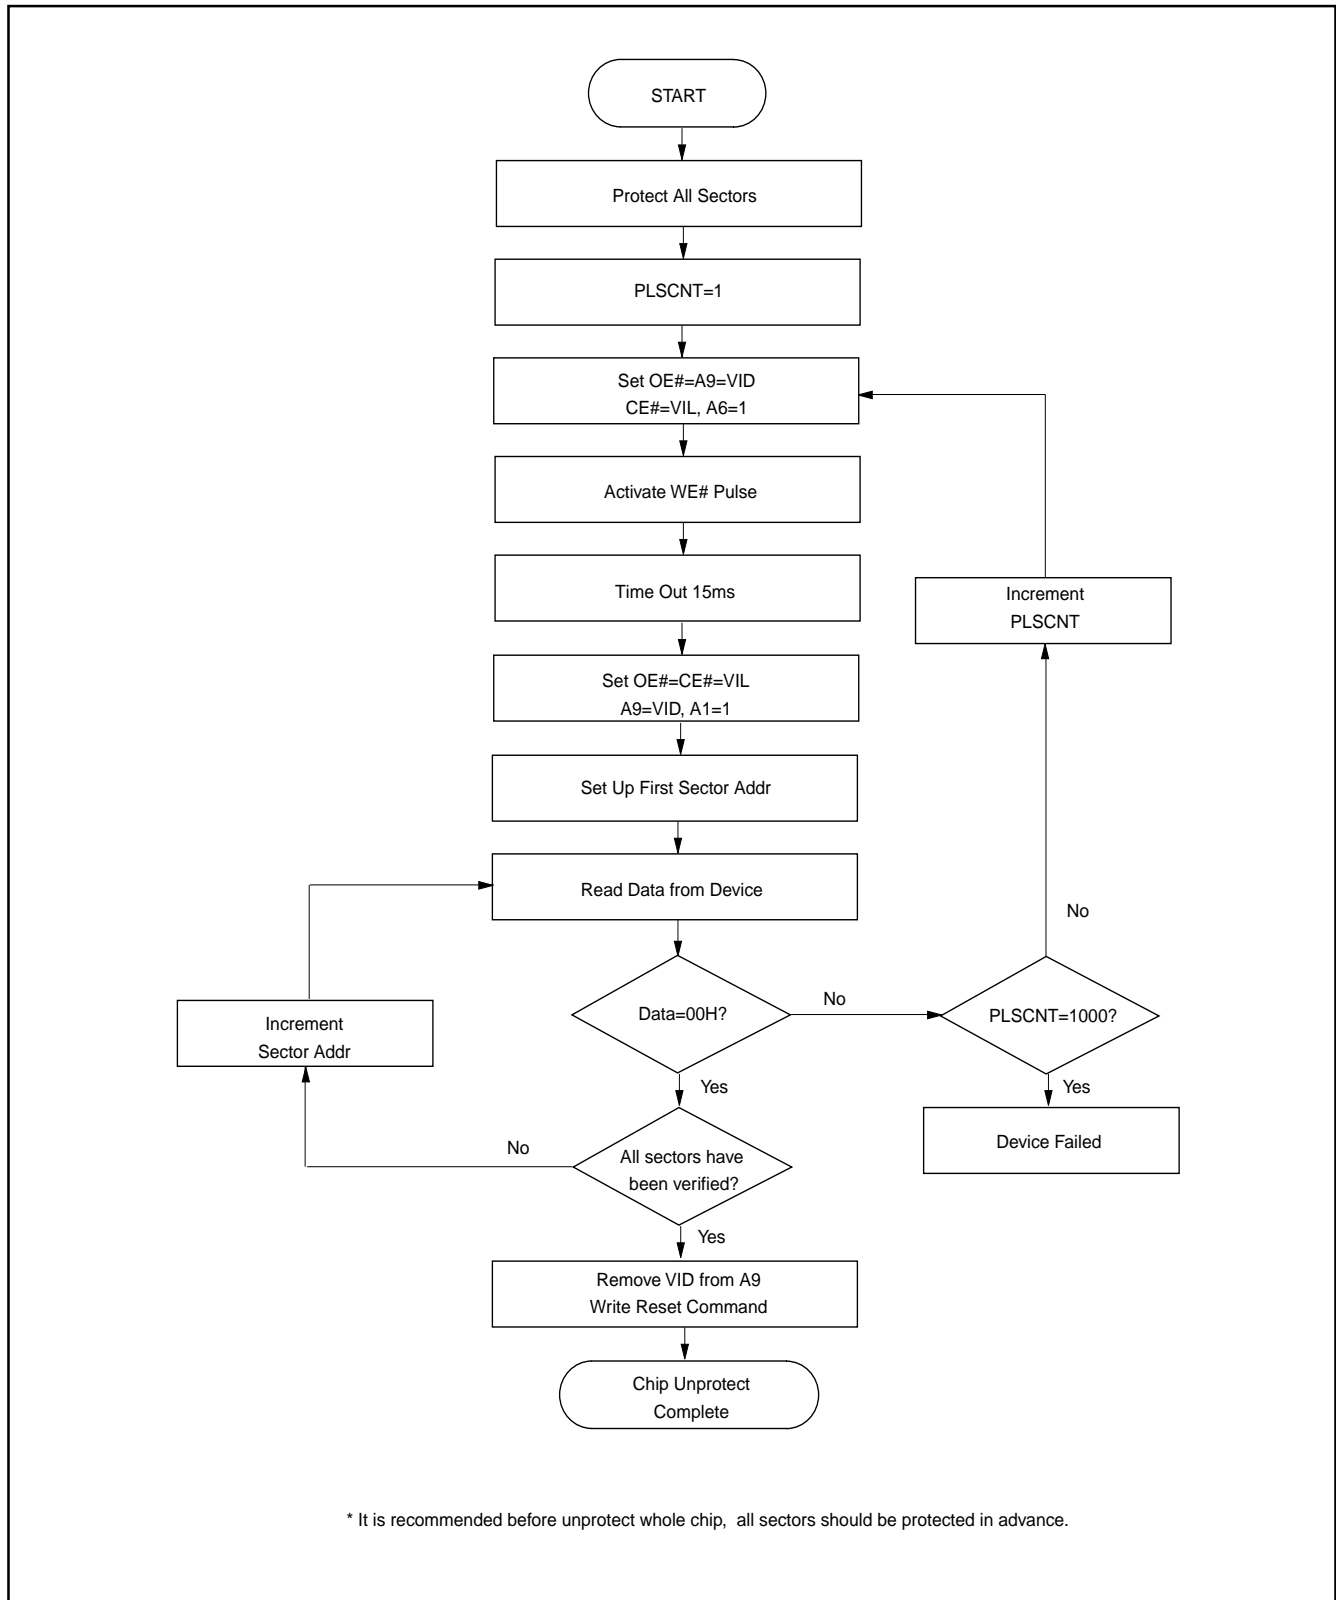 START
Protect All Sectors
PLSCNT=1
Set OE#=A9=VID
CE#=VIL, A6=1
Activate WE# Pulse
Time Out 15ms
Increment
PLSCNT
Set OE#=CE#=VIL
A9=VID, A1=1
Set Up First Sector Addr
Read Data from Device
No
Data=00H?
No
PLSCNT=1000?
Increment
Sector Addr
Yes
Yes
Device Failed
No
All sectors have
been verified?
Yes
Remove VID from A9
Write Reset Command
Chip Unprotect
Complete
* It is recommended before unprotect whole chip, all sectors should be protected in advance.